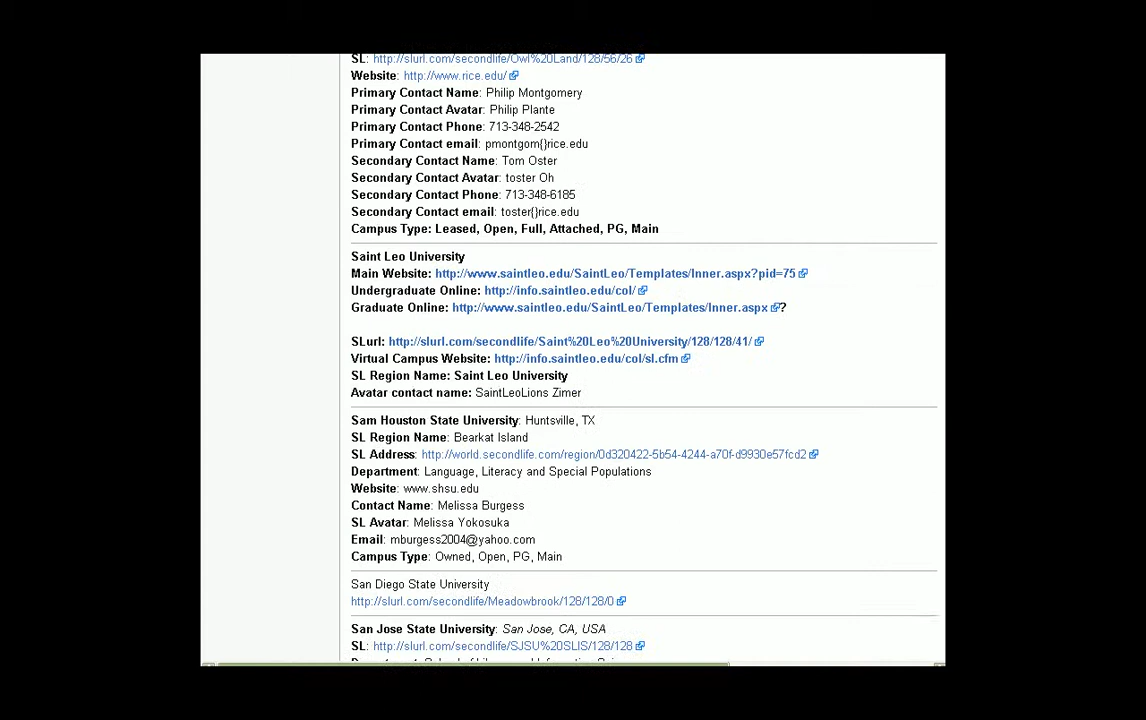 SL: http://slurl.com/secondlife/Owl%20Land/128/56/26
Website: http://www.rice.edu/
Primary Contact Name: Philip Montgomery
Primary Contact Avatar: Philip Plante
Primary Contact Phone: 713-348-2542
Primary Contact email: pmontgom{}rice.edu
Secondary Contact Name: Tom Oster
Secondary Contact Avatar: toster Oh
Secondary Contact Phone: 713-348-6185
Secondary Contact email: toster{}rice.edu
Campus Type: Leased, Open, Full, Attached, PG, Main
Saint Leo University
Main Website: http://www.saintleo.edu/SaintLeo/Templates/Inner.aspx?pid=75
Undergraduate Online: http://info.saintleo.edu/col/
Graduate Online: http://www.saintleo.edu/SaintLeo/Templates/Inner.aspx ?
SLurl: http://slurl.com/secondlife/Saint%20Leo%20University/128/128/41/
Virtual Campus Website: http://info.saintleo.edu/col/sl.cfm
SL Region Name: Saint Leo University
Avatar contact name: SaintLeoLions Zimer
Sam Houston State University: Huntsville, TX
SL Region Name: Bearkat Island
SL Address: http://world.secondlife.com/region/0d320422-5b54-4244-a70f-d9930e57fcd2
Department: Language, Literacy and Special Populations
Website: www.shsu.edu
Contact Name: Melissa Burgess
SL Avatar: Melissa Yokosuka
Email: mburgess2004@yahoo.com
Campus Type: Owned, Open, PG, Main
San Diego State University
http://slurl.com/secondlife/Meadowbrook/128/128/0
San Jose State University: San Jose, CA, USA
SL: http://slurl.com/secondlife/SJSU%20SLIS/128/128